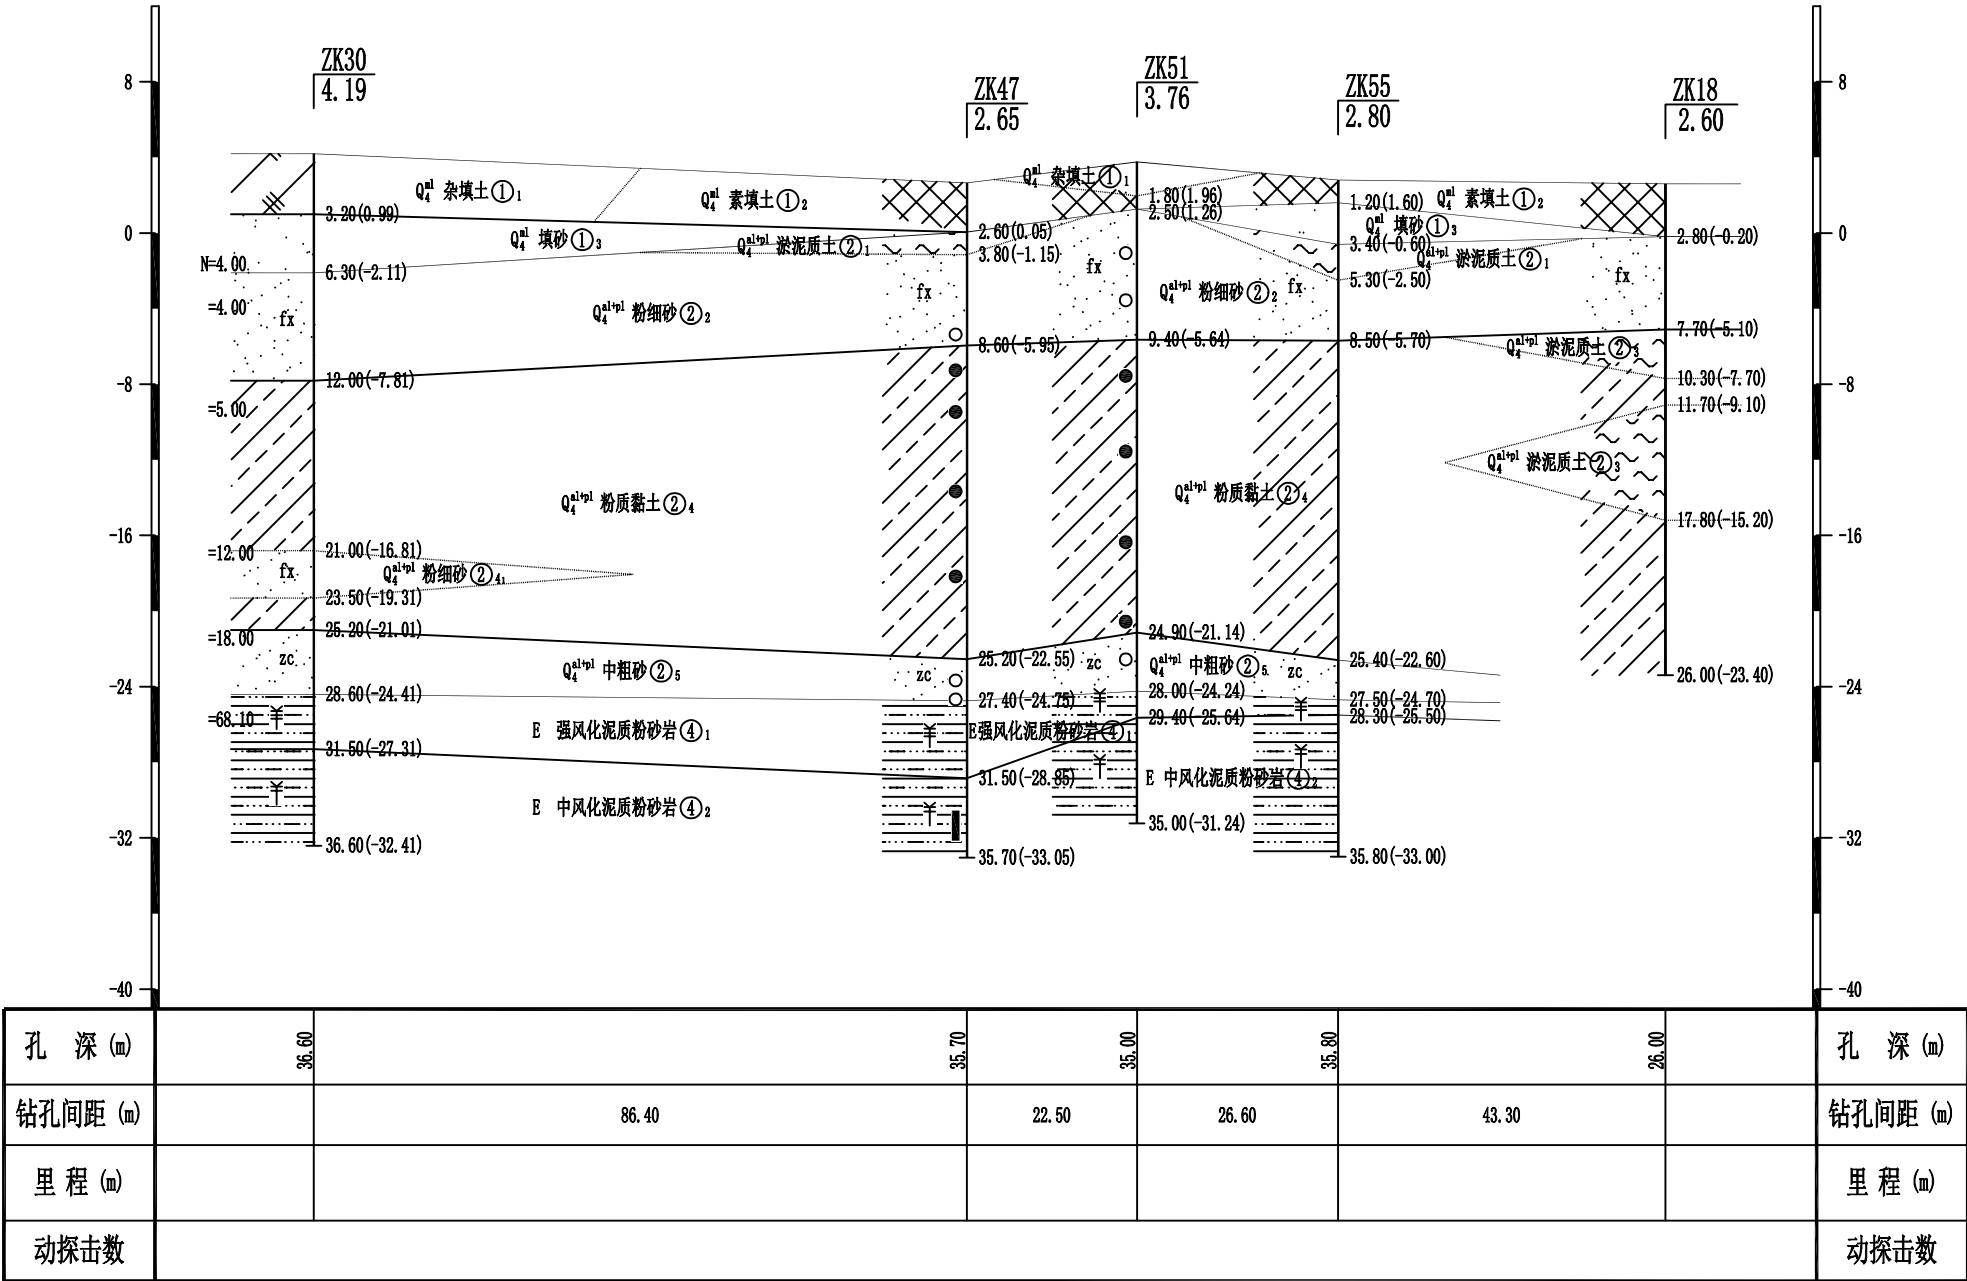 ZK30
4.19
ZK47
2.65
ZK51
3.76
ZK55
2.80
ZK18
2.60
8
0
-8
-16
-24
-32
-40
8
0
-8
-16
-24
-32
-40
N=4.00
=4.00
=5.00
=12.00
=18.00
=68.10
fx
fx
zc
3.20(0.99)
6.30(-2.11)
12.00(-7.81)
21.00(-16.81)
23.50(-19.31)
25.20(-21.01)
28.60(-24.41)
31.50(-27.31)
36.60(-32.41)
Q4ml 杂填土①1
Q4ml 素填土①2
Q4ml 填砂①3
Q4al+pl 淤泥质土②1
Q4al+pl 粉细砂②2
Q4al+pl 粉质黏土②4
Q4al+pl 粉细砂②41
Q4al+pl 中粗砂②5
E 强风化泥质粉砂岩④1
E 中风化泥质粉砂岩④2
fx
zc
2.60(0.05)
3.80(-1.15)
8.60(-5.95)
25.20(-22.55)
27.40(-24.75)
31.50(-28.85)
35.70(-33.05)
Q4ml 杂填土①1
fx
zc
E强风化泥质粉砂岩④1
1.80(1.96)
2.50(1.26)
9.40(-5.64)
24.90(-21.14)
28.00(-24.24)
29.40(-25.64)
35.00(-31.24)
Q4al+pl 粉细砂②2
Q4al+pl 粉质黏土②4
Q4al+pl 中粗砂②5
E 中风化泥质粉砂岩④2
fx
zc
1.20(1.60)
3.40(-0.60)
5.30(-2.50)
8.50(-5.70)
25.40(-22.60)
27.50(-24.70)
28.30(-25.50)
35.80(-33.00)
Q4ml 素填土①2
Q4ml 填砂①3
Q4al+pl 淤泥质土②1
Q4al+pl 淤泥质土②3
Q4al+pl 淤泥质土②3
fx
2.80(-0.20)
7.70(-5.10)
10.30(-7.70)
11.70(-9.10)
17.80(-15.20)
26.00(-23.40)
孔 深 (m) 36.60 35.70 35.00 35.80 26.00 孔 深 (m)
钻孔间距 (m) 86.40 22.50 26.60 43.30 钻孔间距 (m)
里 程 (m) 里 程 (m)
动探击数 动探击数